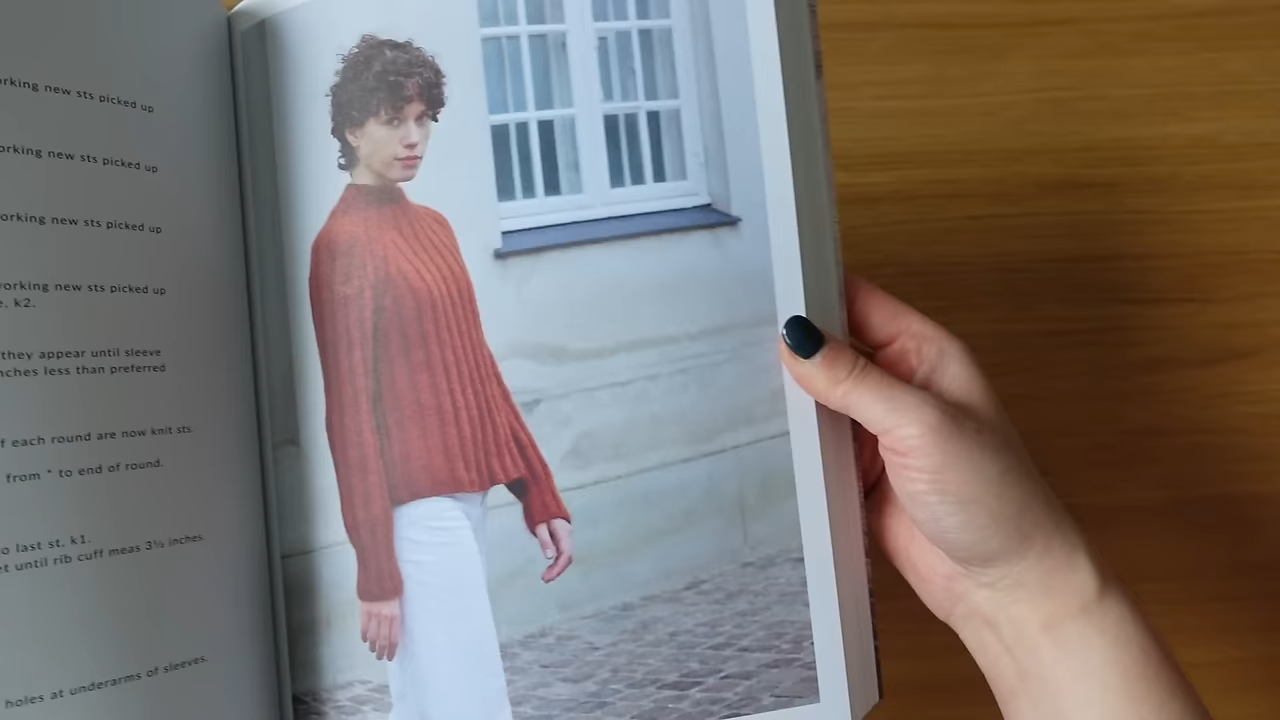 rking new sts picked up
orking new sts picked up
orking new sts picked up
vorking new sts picked up
e, k2.
they appear until sleeve
nches less than preferred
f each round are now knit sts.
from * to end of round.
o last st, k1.
et until rib cuff meas 3½ inches
holes at underarms of sleeves.